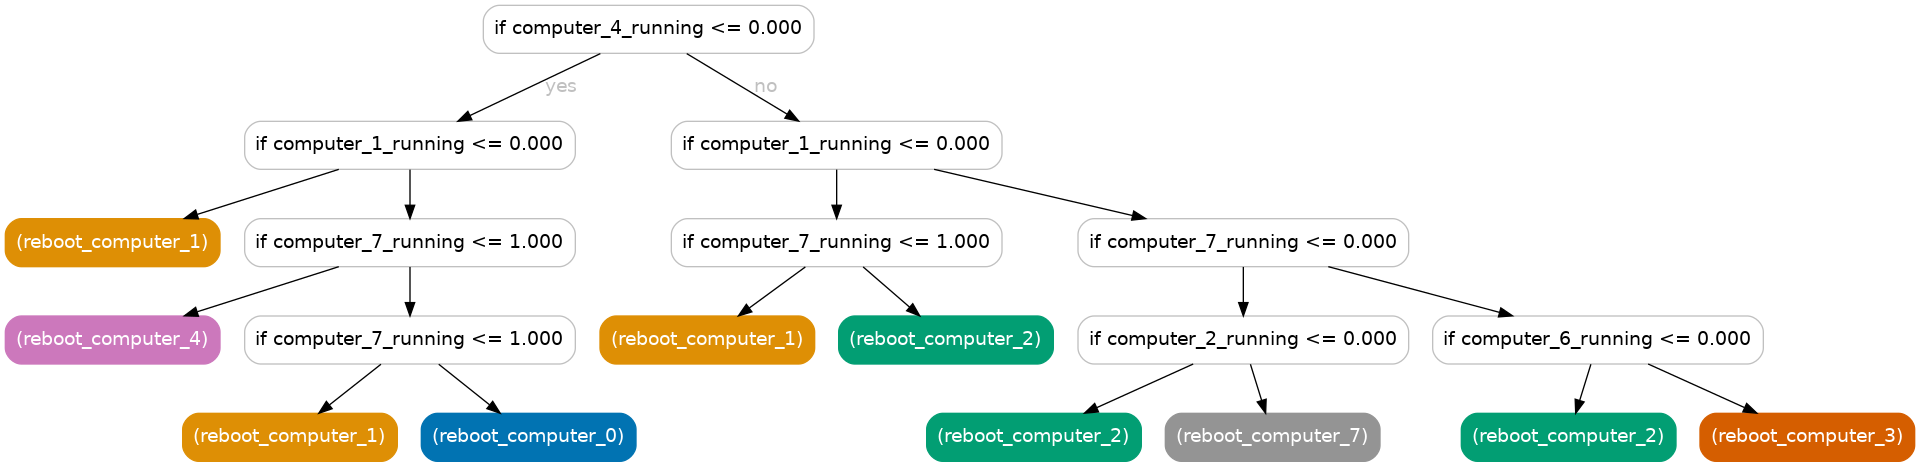 if computer_4_running <= 0.000
yes
no
if computer_1_running <= 0.000
if computer_1_running <= 0.000
(reboot_computer_1)
if computer_7_running <= 1.000
if computer_7_running <= 1.000
if computer_7_running <= 0.000
(reboot_computer_4)
if computer_7_running <= 1.000
(reboot_computer_1)
(reboot_computer_2)
if computer_2_running <= 0.000
if computer_6_running <= 0.000
(reboot_computer_1)
(reboot_computer_0)
(reboot_computer_2)
(reboot_computer_7)
(reboot_computer_2)
(reboot_computer_3)